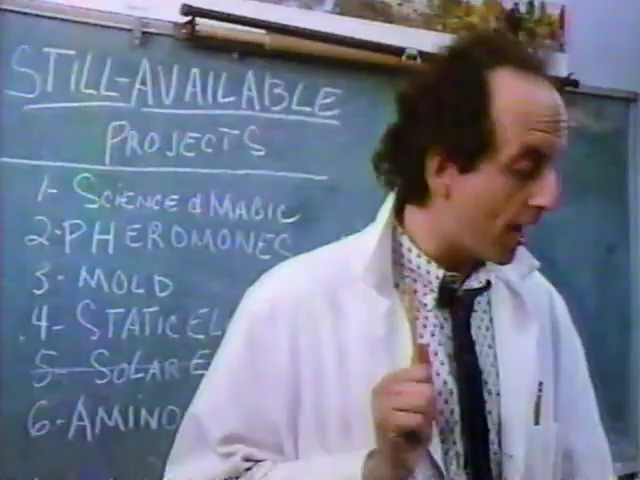 STILL-AVAILABLE
PROJECTS
1- SCIENCE & MAGIC
2-PHEROMONES
3- MOLD
4- STATIC EL
5- SOLAR E
6-AMINO